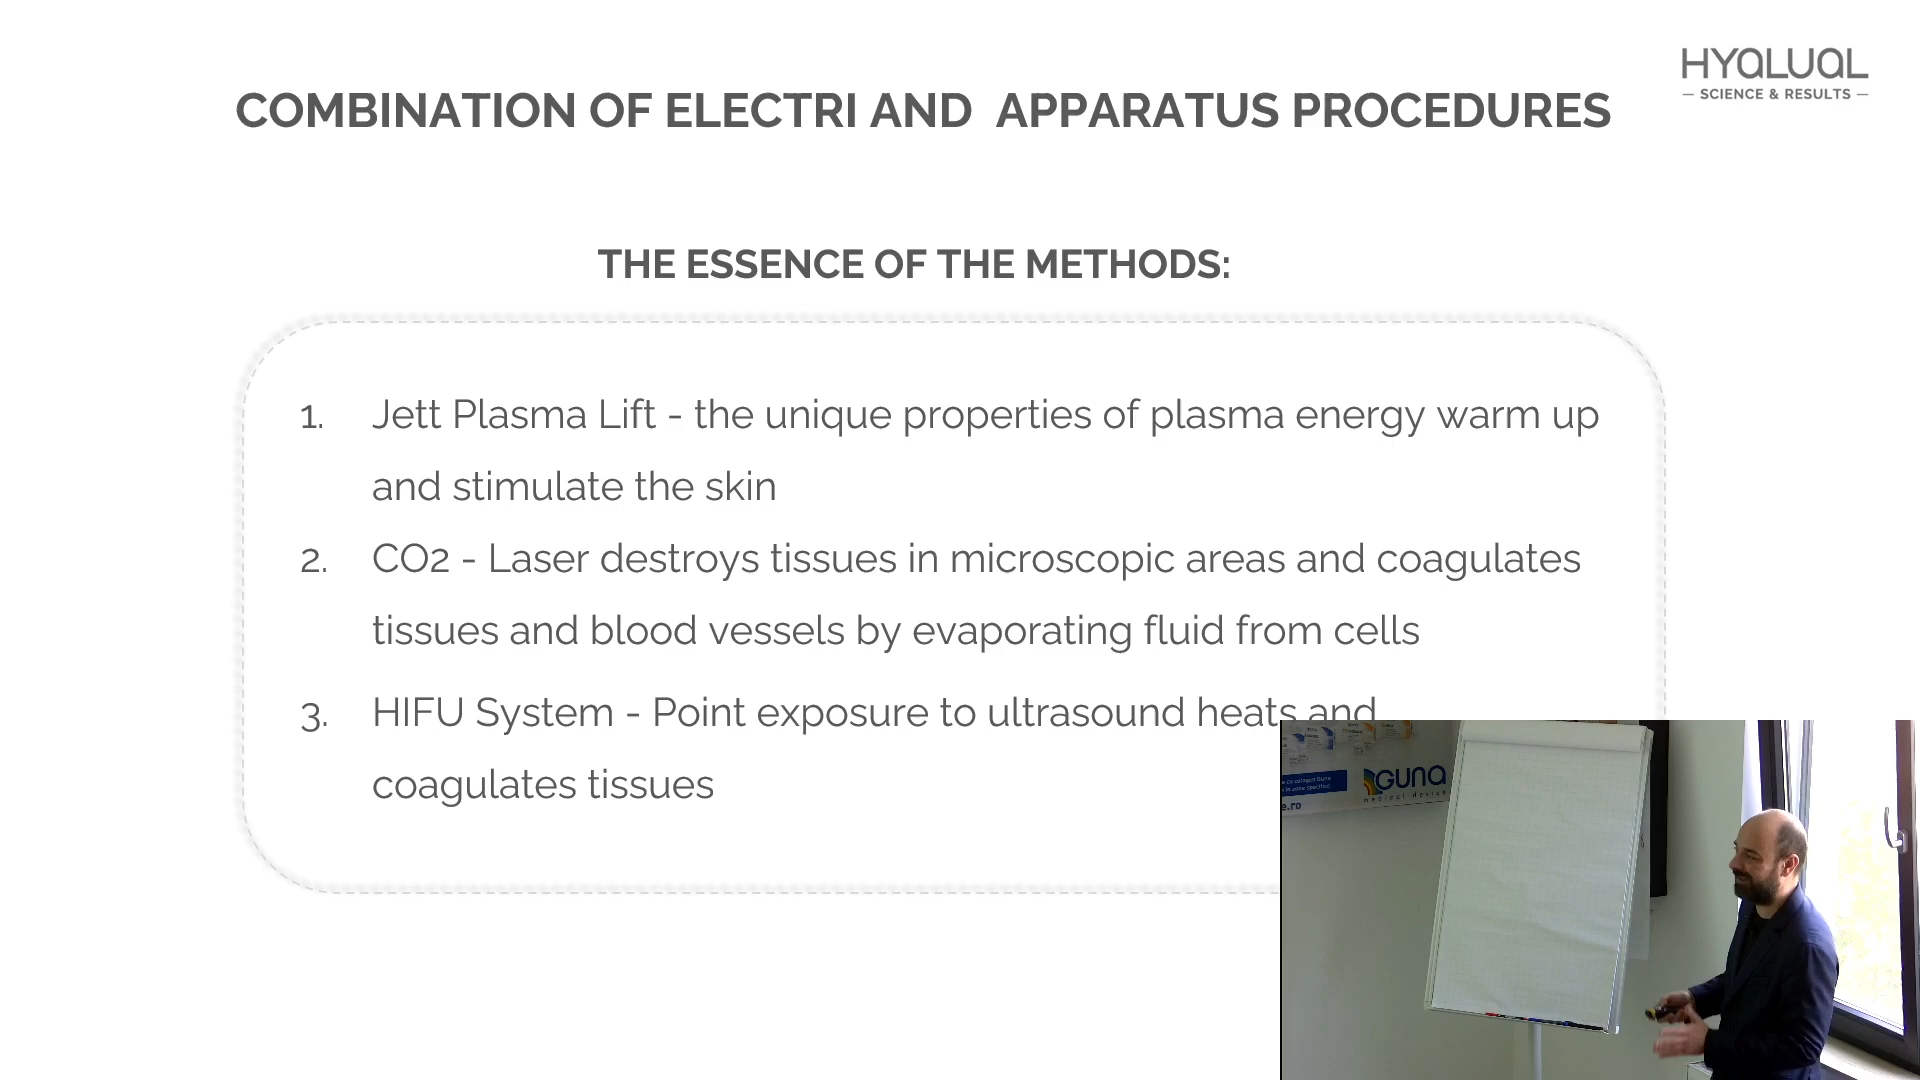 HYALUAL
— SCIENCE & RESULTS —
COMBINATION OF ELECTRI AND APPARATUS PROCEDURES
THE ESSENCE OF THE METHODS:
1. Jett Plasma Lift - the unique properties of plasma energy warm up
and stimulate the skin
2. CO2 - Laser destroys tissues in microscopic areas and coagulates
tissues and blood vessels by evaporating fluid from cells
3. HIFU System - Point exposure to ultrasound heats and
coagulates tissues
GUNA
medical
e.ro